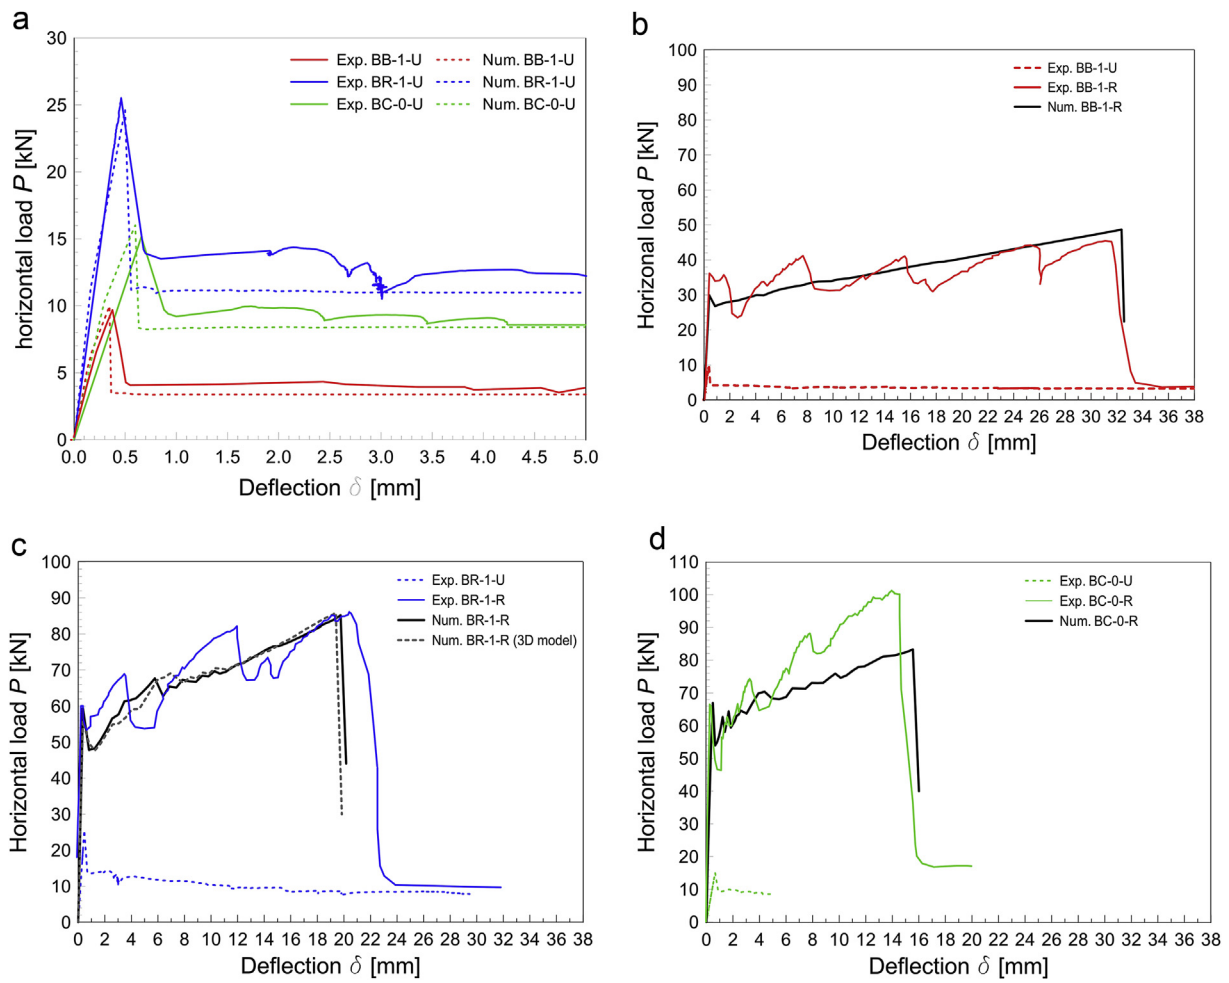 a
30
25
20
15
10
5
0
horizontal load P [kN]
Exp. BB-1-U Num. BB-1-U
Exp. BR-1-U Num. BR-1-U
Exp. BC-0-U Num. BC-0-U
0.0 0.5 1.0 1.5 2.0 2.5 3.0 3.5 4.0 4.5 5.0
Deflection δ [mm]
b
100
90
80
70
60
50
40
30
20
10
0
Horizonal load P [kN]
Exp. BB-1-U
Exp. BB-1-R
Num. BB-1-R
0 2 4 6 8 10 12 14 16 18 20 22 24 26 28 30 32 34 36 38
Deflection δ [mm]
c
100
90
80
70
60
50
40
30
20
10
0
Horizontal load P [kN]
Exp. BR-1-U
Exp. BR-1-R
Num. BR-1-R
Num. BR-1-R (3D model)
0 2 4 6 8 10 12 14 16 18 20 22 24 26 28 30 32 34 36 38
Deflection δ [mm]
d
110
100
90
80
70
60
50
40
30
20
10
0
Horizontal load P [kN]
Exp. BC-0-U
Exp. BC-0-R
Num. BC-0-R
0 2 4 6 8 10 12 14 16 18 20 22 24 26 28 30 32 34 36 38
Deflection δ [mm]